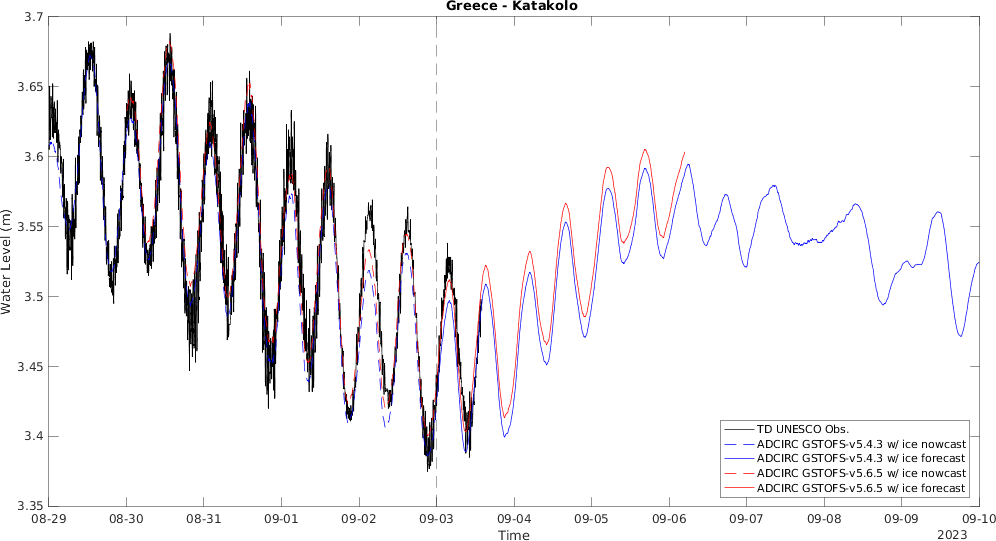 Greece - Katakolo
3.7
3.65
3.6
3.55
3.5
3.45
3.4
3.35
Water Level (m)
08-29 08-30 08-31 09-01 09-02 09-03 09-04 09-05 09-06 09-07 09-08 09-09 09-10
Time
2023
TD UNESCO Obs.
ADCIRC GSTOFS-v5.4.3 w/ ice nowcast
ADCIRC GSTOFS-v5.4.3 w/ ice forecast
ADCIRC GSTOFS-v5.6.5 w/ ice nowcast
ADCIRC GSTOFS-v5.6.5 w/ ice forecast